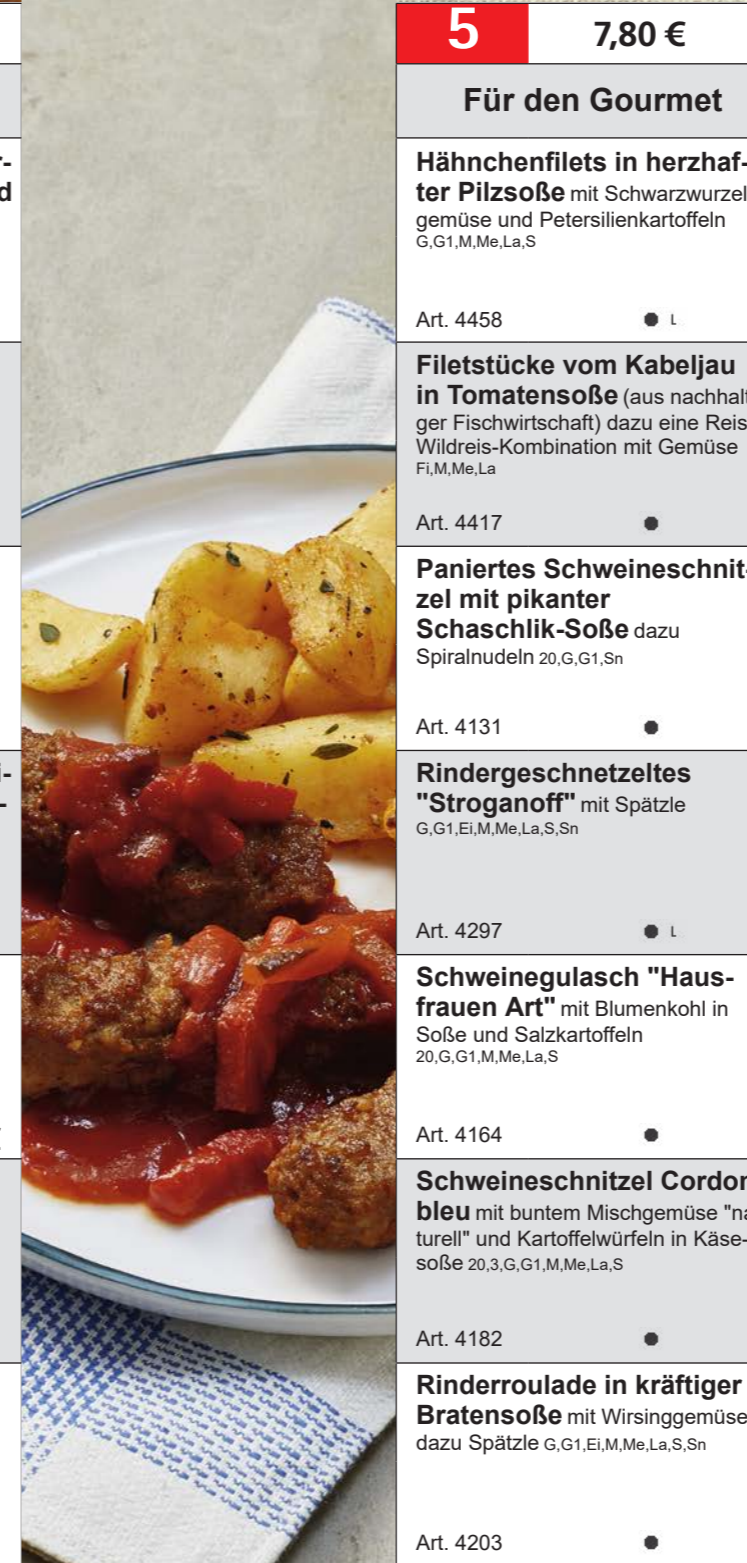 5 7,80 €
Für den Gourmet
Hähnchenfilets in herzhaf-
ter Pilzsoße mit Schwarzwurzel
gemüse und Petersilienkartoffeln
G,G1,M,Me,La,S
Art. 4458 L
Filetstücke vom Kabeljau
in Tomatensoße (aus nachhalt
ger Fischwirtschaft) dazu eine Reis
Wildreis-Kombination mit Gemüse
Fi,M,Me,La
Art. 4417
Paniertes Schweineschnit-
zel mit pikanter
Schaschlik-Soße dazu
Spiralnudeln 20,G,G1,Sn
Art. 4131
Rindergeschnetzeltes
"Stroganoff" mit Spätzle
G,G1,Ei,M,Me,La,S,Sn
Art. 4297 L
Schweinegulasch "Haus-
frauen Art" mit Blumenkohl in
Soße und Salzkartoffeln
20,G,G1,M,Me,La,S
Art. 4164
Schweineschnitzel Cordon
bleu mit buntem Mischgemüse "na
turell" und Kartoffelwürfeln in Käse-
soße 20,3,G,G1,M,Me,La,S
Art. 4182
Rinderroulade in kräftiger
Bratensoße mit Wirsinggemüse
dazu Spätzle G,G1,Ei,M,Me,La,S,Sn
Art. 4203